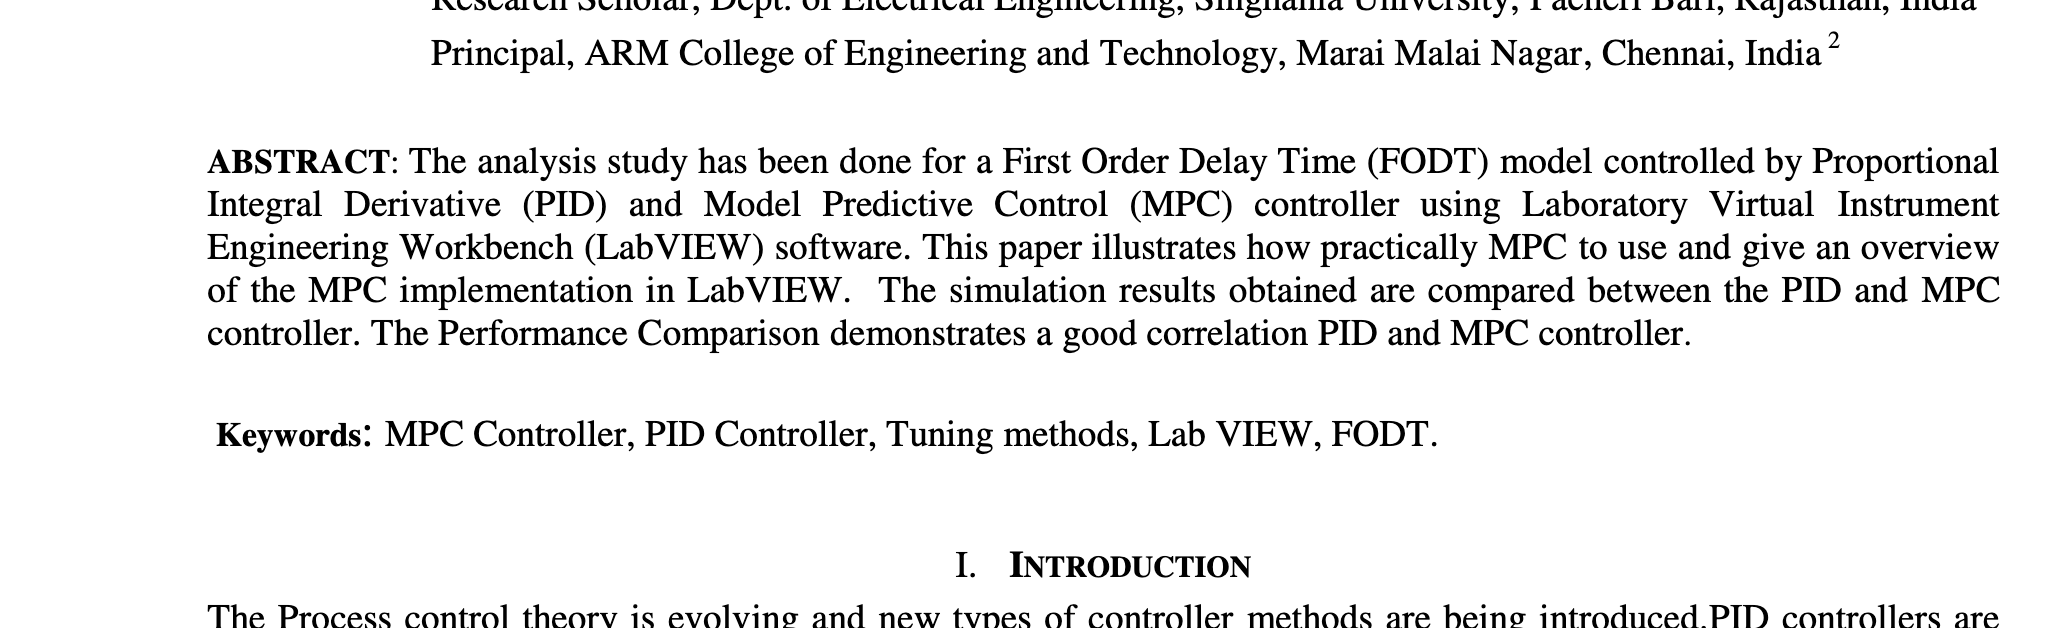 Research Scholar, Dept. of Electrical Engineering, Singhania University, Pacheri Bari, Rajasthan, India
Principal, ARM College of Engineering and Technology, Marai Malai Nagar, Chennai, India 2
ABSTRACT: The analysis study has been done for a First Order Delay Time (FODT) model controlled by Proportional
Integral Derivative (PID) and Model Predictive Control (MPC) controller using Laboratory Virtual Instrument
Engineering Workbench (LabVIEW) software. This paper illustrates how practically MPC to use and give an overview
of the MPC implementation in LabVIEW.  The simulation results obtained are compared between the PID and MPC
controller. The Performance Comparison demonstrates a good correlation PID and MPC controller.
Keywords: MPC Controller, PID Controller, Tuning methods, Lab VIEW, FODT.
I. INTRODUCTION
The Process control theory is evolving and new types of controller methods are being introduced.PID controllers are